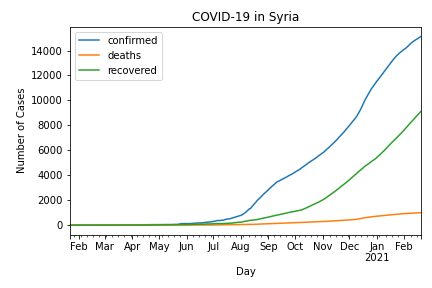 COVID-19 in Syria
confirmed
deaths
recovered
Number of Cases
14000
12000
10000
8000
6000
4000
2000
0
Feb Mar Apr May Jun Jul Aug Sep Oct Nov Dec Jan Feb
2021
Day